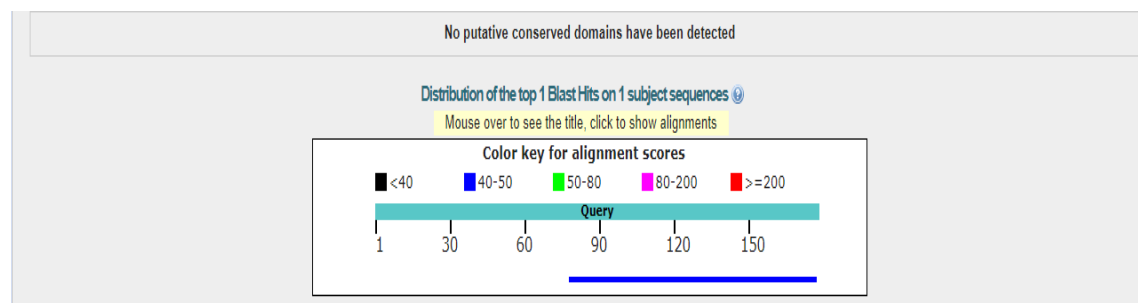 No putative conserved domains have been detected
Distribution of the top 1 Blast Hits on 1 subject sequences
Mouse over to see the title, click to show alignments
Color key for alignment scores
<40 40-50 50-80 80-200 >=200
Query
1 30 60 90 120 150